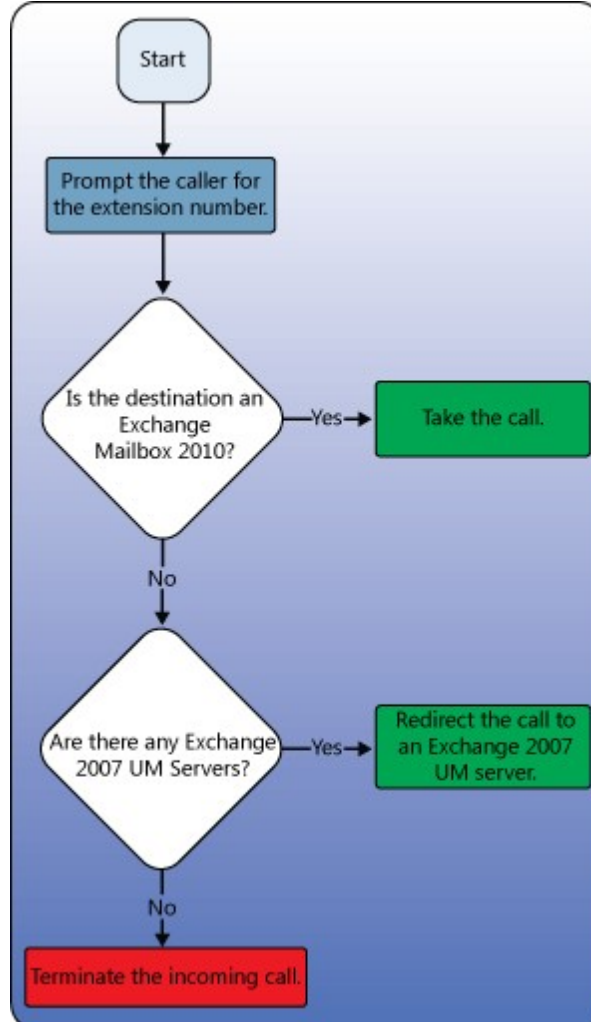 Start
Prompt the caller for
the extension number.
Is the destination an
Exchange
Mailbox 2010?
Yes
Take the call.
No
Are there any Exchange
2007 UM Servers?
Yes
Redirect the call to
an Exchange 2007
UM server.
No
Terminate the incoming call.